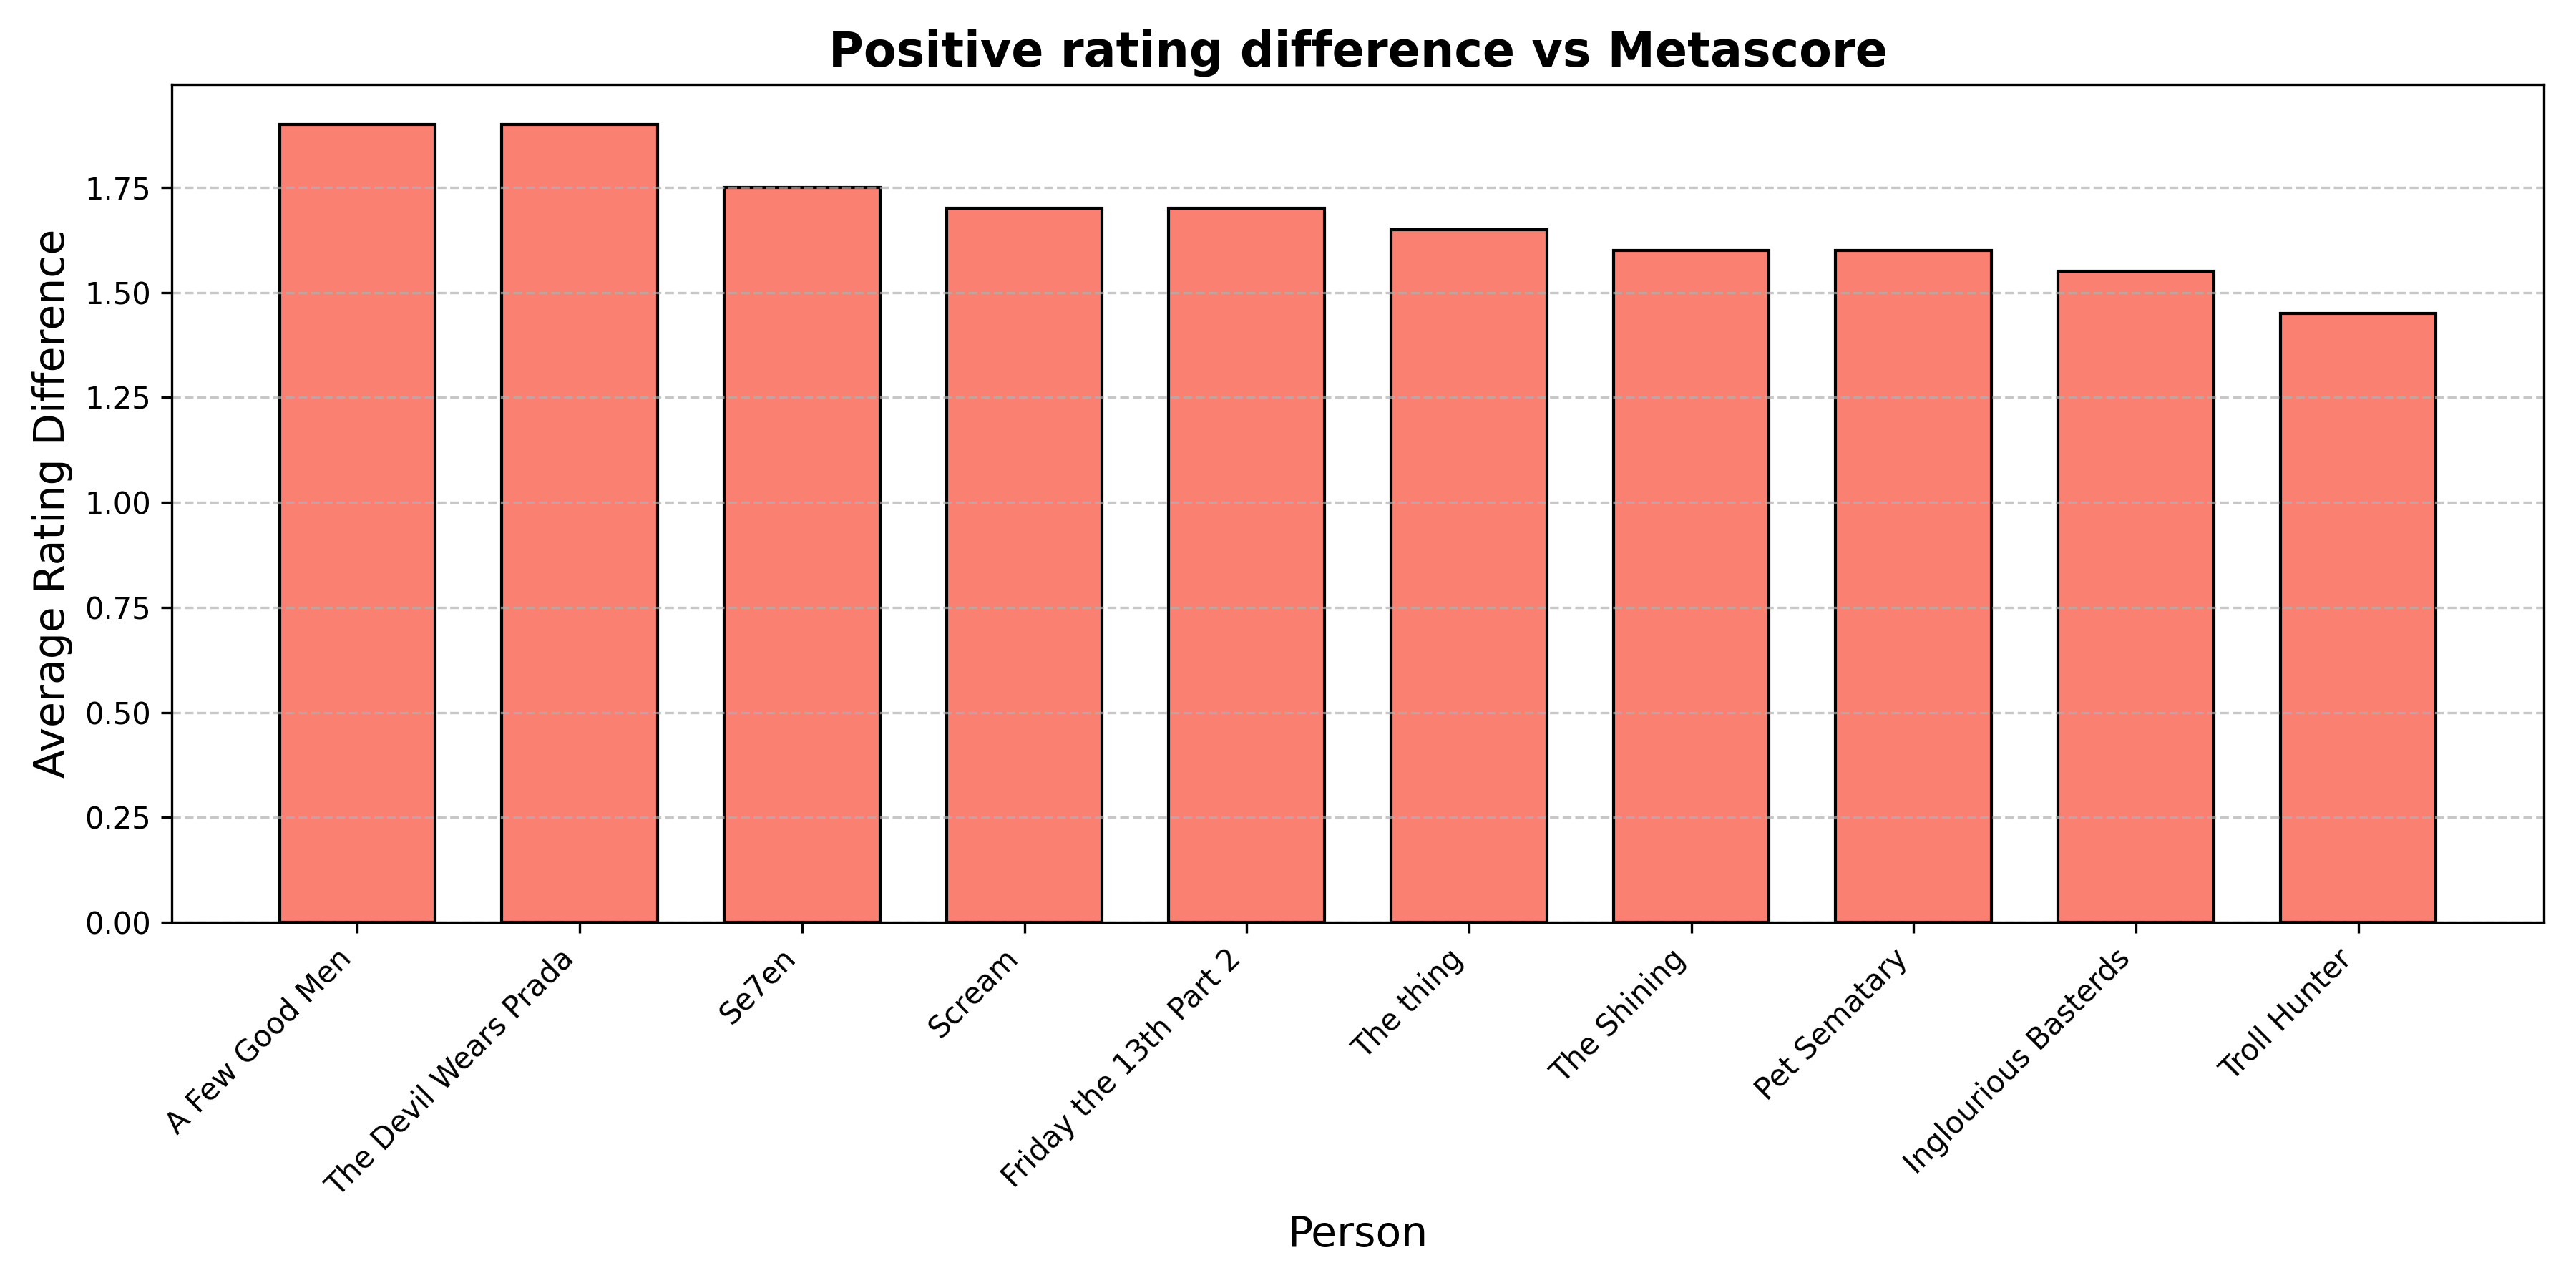 Positive rating difference vs Metascore
Average Rating Difference
1.75
1.50
1.25
1.00
0.75
0.50
0.25
0.00
A Few Good Men
The Devil Wears Prada
Se7en
Scream
Friday the 13th Part 2
The thing
The Shining
Pet Sematary
Inglourious Basterds
Troll Hunter
Person